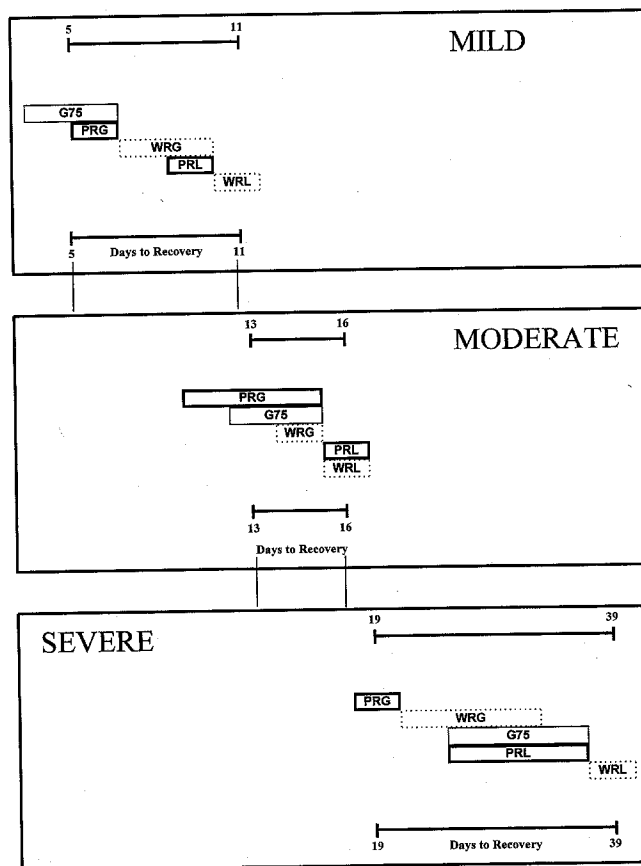 5 11
MILD
G75
PRG
WRG
PRL
WRL
Days to Recovery
5 11
13 16
MODERATE
PRG
G75
WRG
PRL
WRL
13 16
Days to Recovery
19 39
SEVERE
PRG
WRG
G75
PRL
WRL
19 Days to Recovery 39